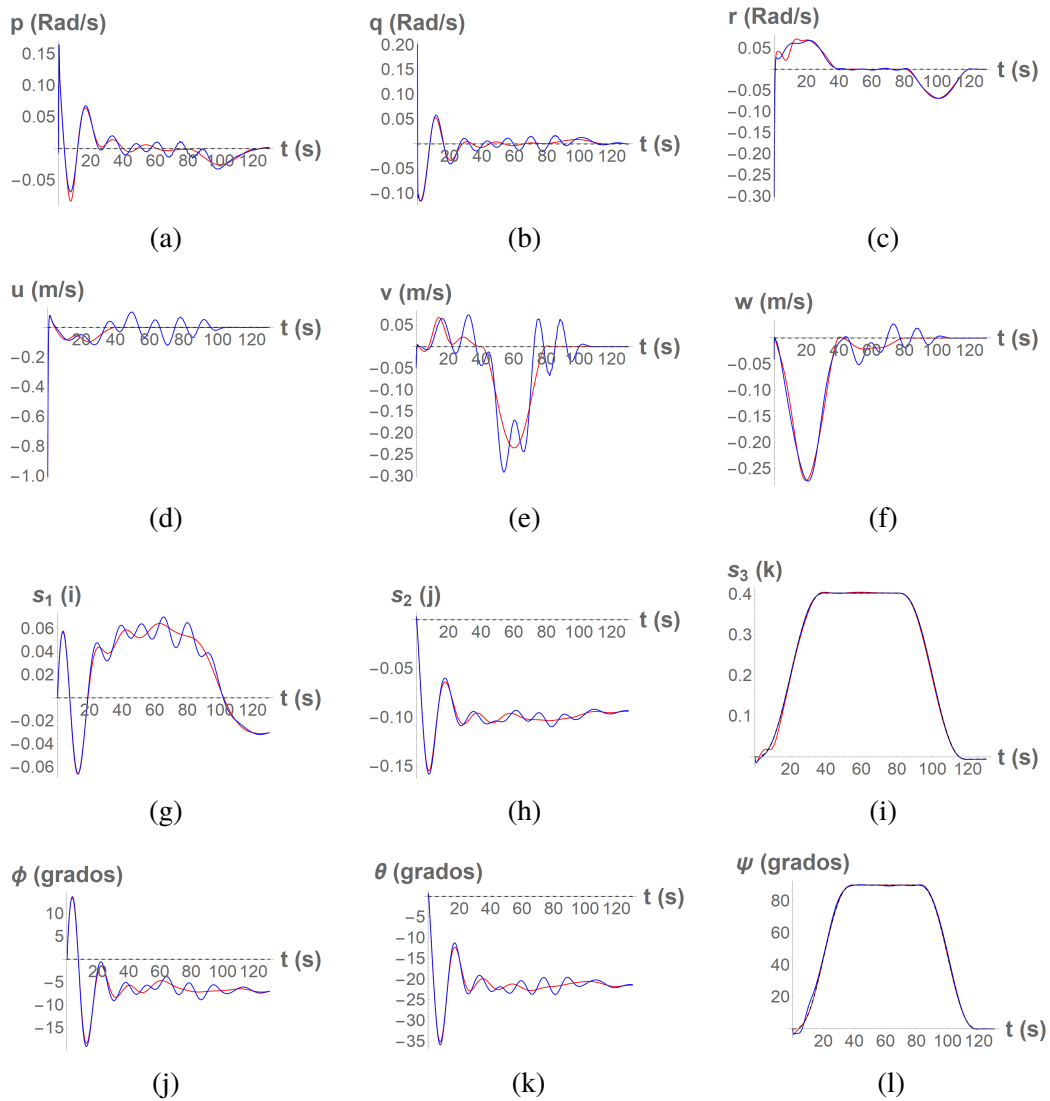 p (Rad/s) q (Rad/s) r (Rad/s)
0.15 0.20 0.05
0.10 0.15 t (s)
0.05 0.10 20 40 60 80 100 120
t (s) 0.05 t (s) −0.05
20 40 60 80 100 120 20 40 60 80 100 120 −0.10
−0.05 −0.05 −0.15
−0.10 −0.20
−0.25
−0.30
(a) (b) (c)
u (m/s) v (m/s) w (m/s)
t (s) 0.05 t (s) t (s)
20 40 60 80 100 120 20 40 60 80 100 120 20 40 60 80 100 120
−0.2 −0.05 −0.05
−0.4 −0.10 −0.10
−0.6 −0.15 −0.15
−0.8 −0.20 −0.20
−1.0 −0.25 −0.25
−0.30
(d) (e) (f)
s₁ (i) s₂ (j) s₃ (k)
0.06 t (s) 0.4
0.04 20 40 60 80 100 120 0.3
0.02 −0.05 0.2
t (s) −0.10 0.1
20 40 60 80 100 120 −0.15 t (s)
−0.02 20 40 60 80 100 120
−0.04
−0.06
(g) (h) (i)
ϕ (grados) θ (grados) ψ (grados)
10 t (s) 80
5 20 40 60 80 100 120 60
t (s) −5 40
20 40 60 80 100 120 −10 20
−5 −15 t (s)
−10 −20 20 40 60 80 100 120
−15 −25
−30
−35
(j) (k) (l)